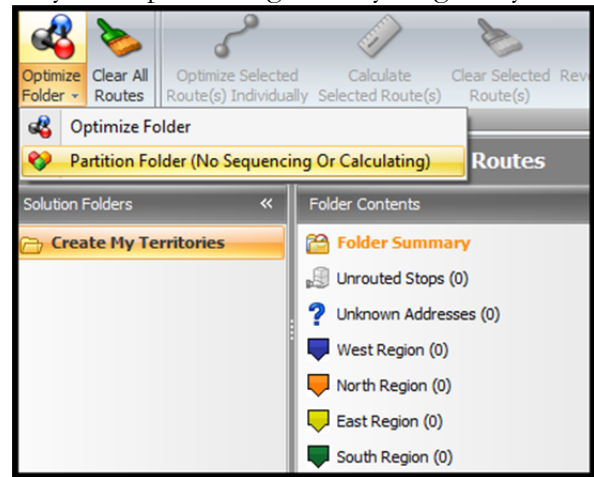 Optimize Folder
Clear All Routes
Optimize Selected Route(s) Individually
Calculate Selected Route(s)
Clear Selected Route(s)
Optimize Folder
Partition Folder (No Sequencing Or Calculating)
Routes
Solution Folders «
Folder Contents
Create My Territories
Folder Summary
Unrouted Stops (0)
Unknown Addresses (0)
West Region (0)
North Region (0)
East Region (0)
South Region (0)